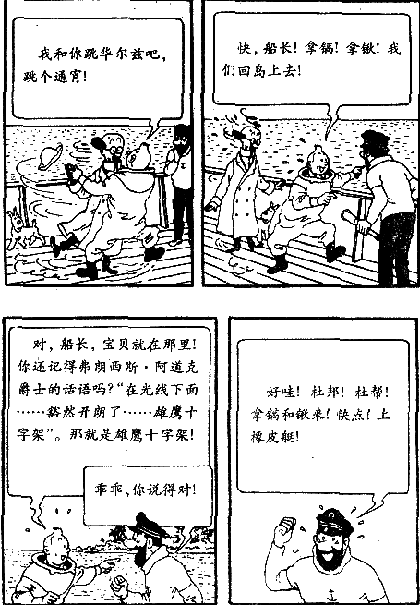 我和你跳华尔兹吧，
跳个通宵！
快，船长！拿镐！拿锹！我
们回岛上去！
对，船长，宝贝就在那里！
你还记得弗朗西斯·阿道克
爵士的话语吗？“在光线下面
……豁然开朗了……雄鹰十
字架”。那就是雄鹰十字架！
乖乖，你说得对！
好哇！杜邦！杜帮！
拿镐和锹来！快点！上
橡皮艇！